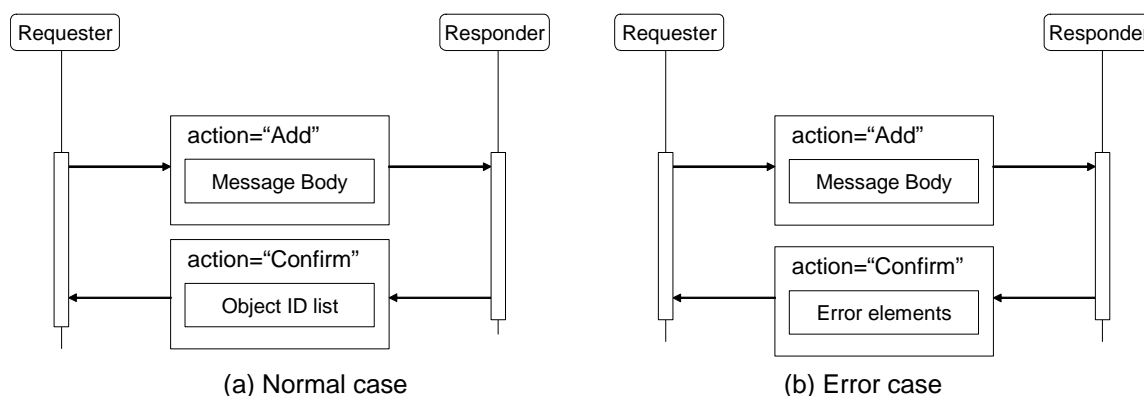 Requester
Responder
action=“Add”
Message Body
action=“Confirm”
Object ID list
(a) Normal case
Requester
Responder
action=“Add”
Message Body
action=“Confirm”
Error elements
(b) Error case